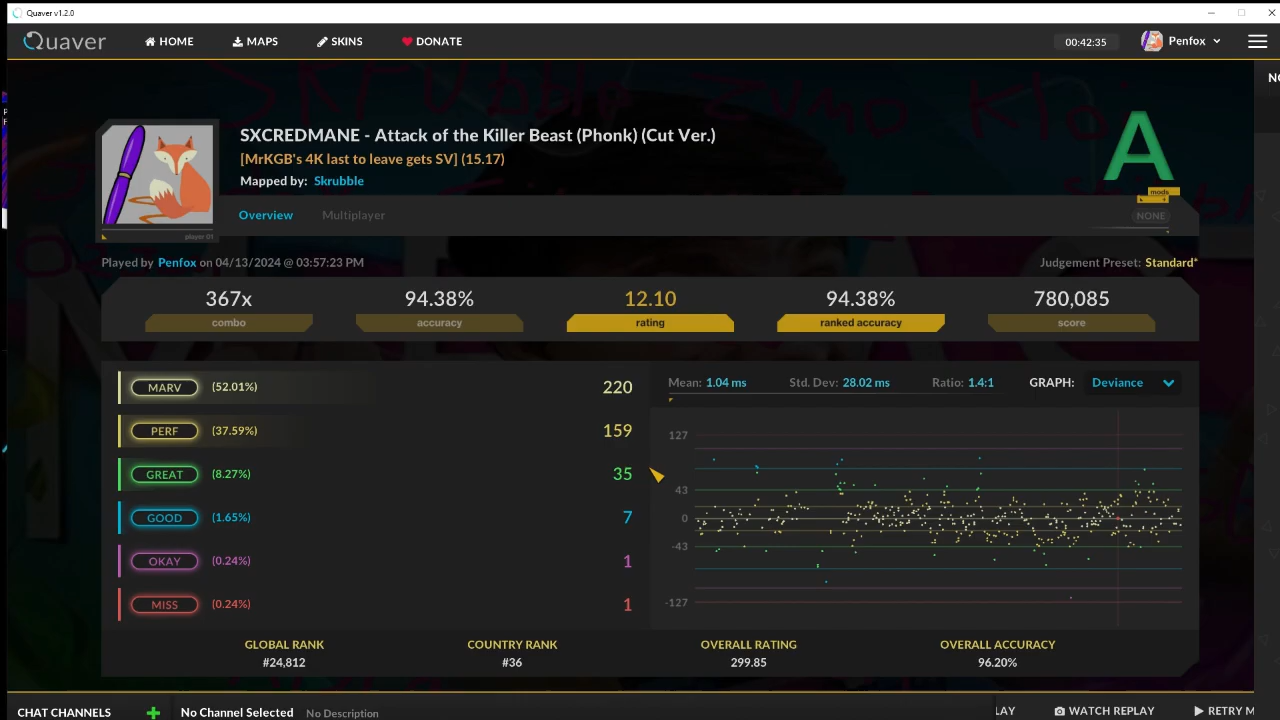 Quaver v1.2.0
Quaver HOME MAPS SKINS DONATE 00:42:35 Penfox
SXCREDMANE - Attack of the Killer Beast (Phonk) (Cut Ver.)
[MrKGB's 4K last to leave gets SV] (15.17)
Mapped by: Skrubble
A
mods
Overview Multiplayer NONE
player 01
Played by Penfox on 04/13/2024 @ 03:57:23 PM Judgement Preset: Standard*
367x 94.38% 12.10 94.38% 780,085
combo accuracy rating ranked accuracy score
MARV (52.01%) 220
PERF (37.59%) 159
GREAT (8.27%) 35
GOOD (1.65%) 7
OKAY (0.24%) 1
MISS (0.24%) 1
Mean: 1.04 ms Std. Dev: 28.02 ms Ratio: 1.4:1 GRAPH: Deviance
127
43
0
-43
-127
GLOBAL RANK COUNTRY RANK OVERALL RATING OVERALL ACCURACY
#24,812 #36 299.85 96.20%
CHAT CHANNELS No Channel Selected No Description LAY WATCH REPLAY RETRY M